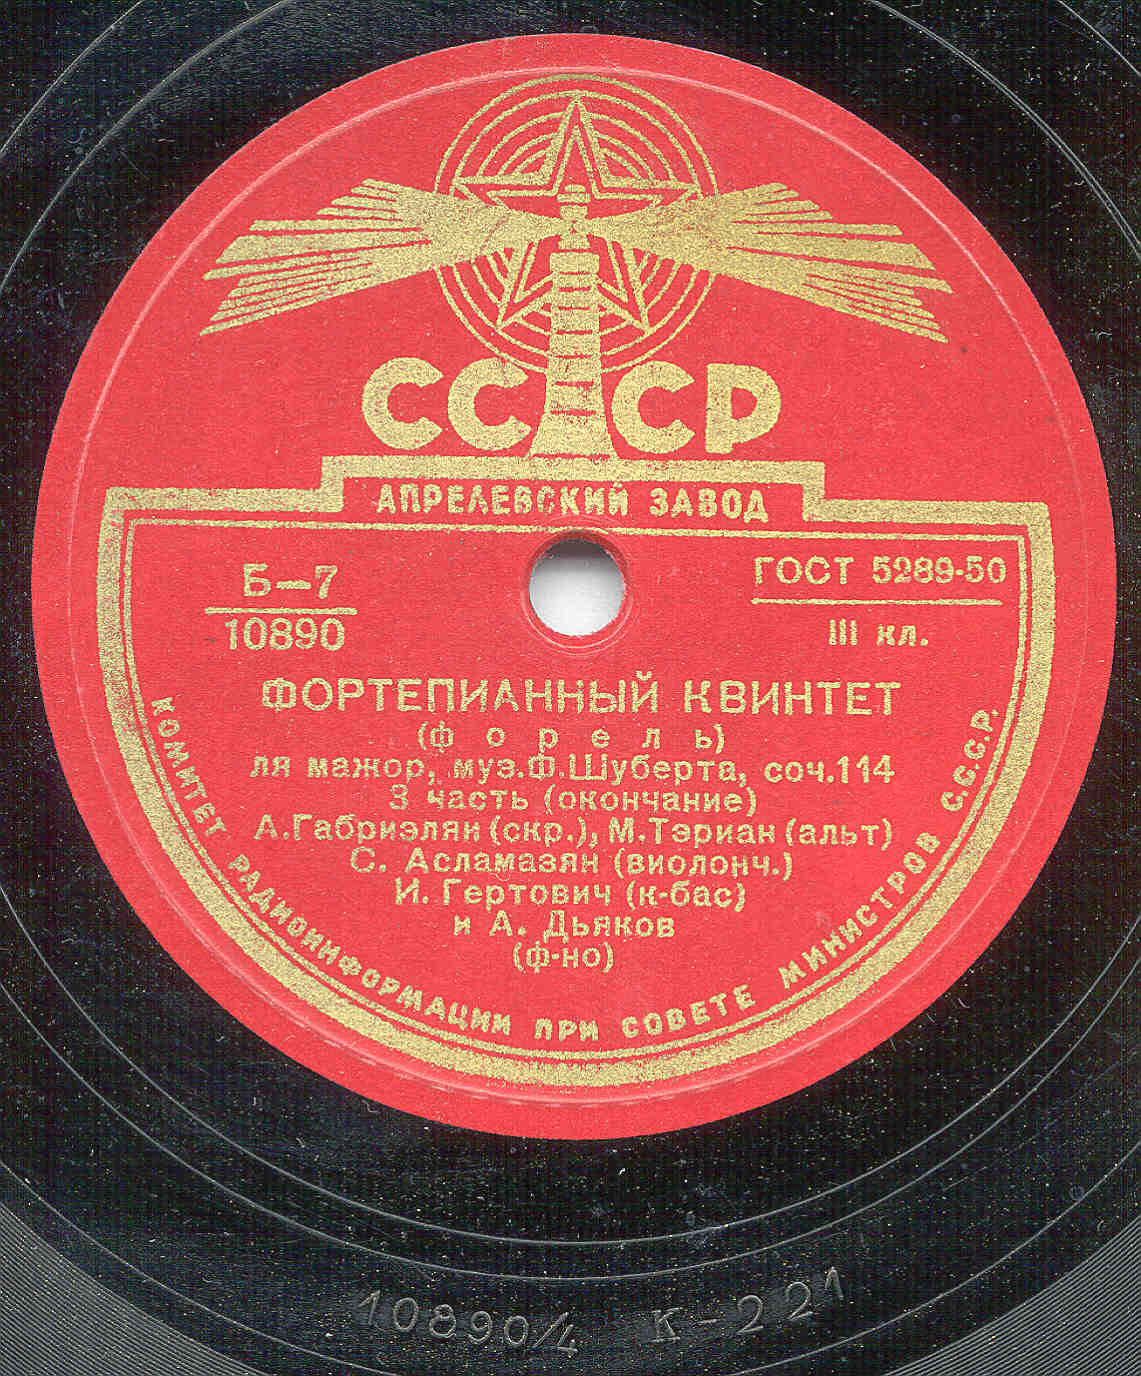 СССР
АПРЕЛЕВСКИЙ ЗАВОД
Б–7
10890
ГОСТ 5289-50
III кл.
ФОРТЕПИАННЫЙ КВИНТЕТ
(форель)
ля мажор, муз.Ф.Шуберта, соч.114
3 часть (окончание)
А.Габриэлян (скр.), М.Тэриан (альт)
С. Асламазян (виолонч.)
И. Гертович (к-бас)
и А. Дьяков
(ф-но)
КОМИТЕТ РАДИОИНФОРМАЦИИ ПРИ СОВЕТЕ МИНИСТРОВ С.С.С.Р.
10890/4 К-221